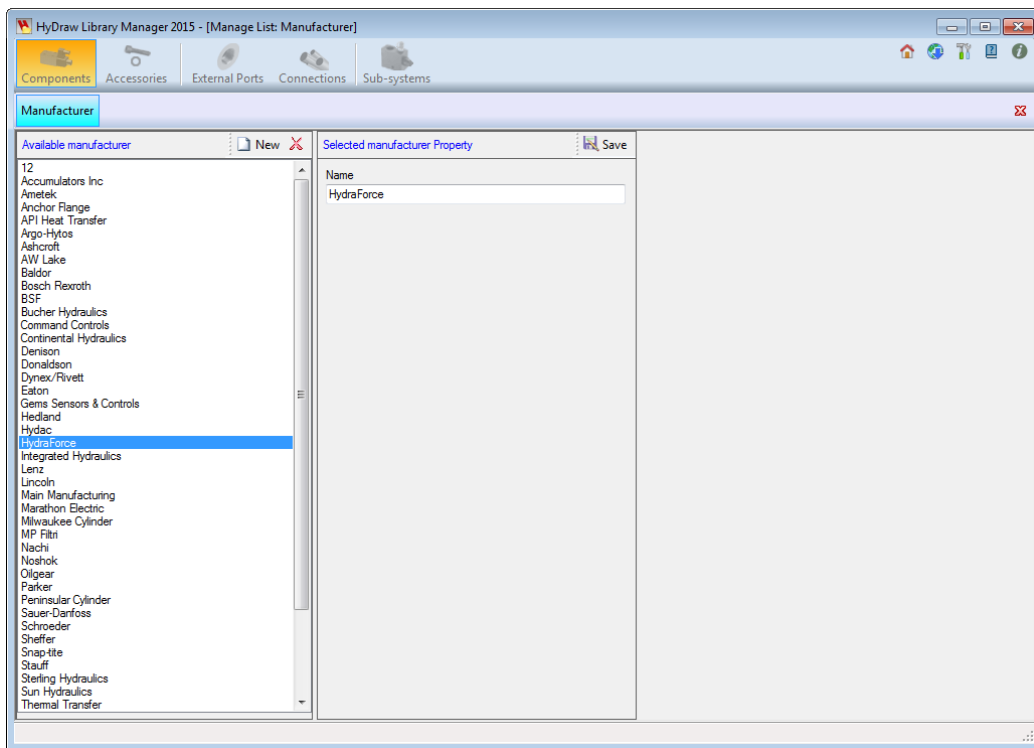 HyDraw Library Manager 2015 - [Manage List: Manufacturer]
Components Accessories External Ports Connections Sub-systems
Manufacturer
Available manufacturer New Selected manufacturer Property Save
Name
HydraForce
12
Accumulators Inc
Ametek
Anchor Flange
API Heat Transfer
Argo-Hytos
Ashcroft
AW Lake
Baldor
Bosch Rexroth
BSF
Bucher Hydraulics
Command Controls
Continental Hydraulics
Denison
Donaldson
Dynex/Rivett
Eaton
Gems Sensors & Controls
Hedland
Hydac
HydraForce
Integrated Hydraulics
Lenz
Lincoln
Main Manufacturing
Marathon Electric
Milwaukee Cylinder
MP Filtri
Nachi
Noshok
Oilgear
Parker
Peninsular Cylinder
Sauer-Danfoss
Schroeder
Sheffer
Snap-tite
Stauff
Sterling Hydraulics
Sun Hydraulics
Thermal Transfer